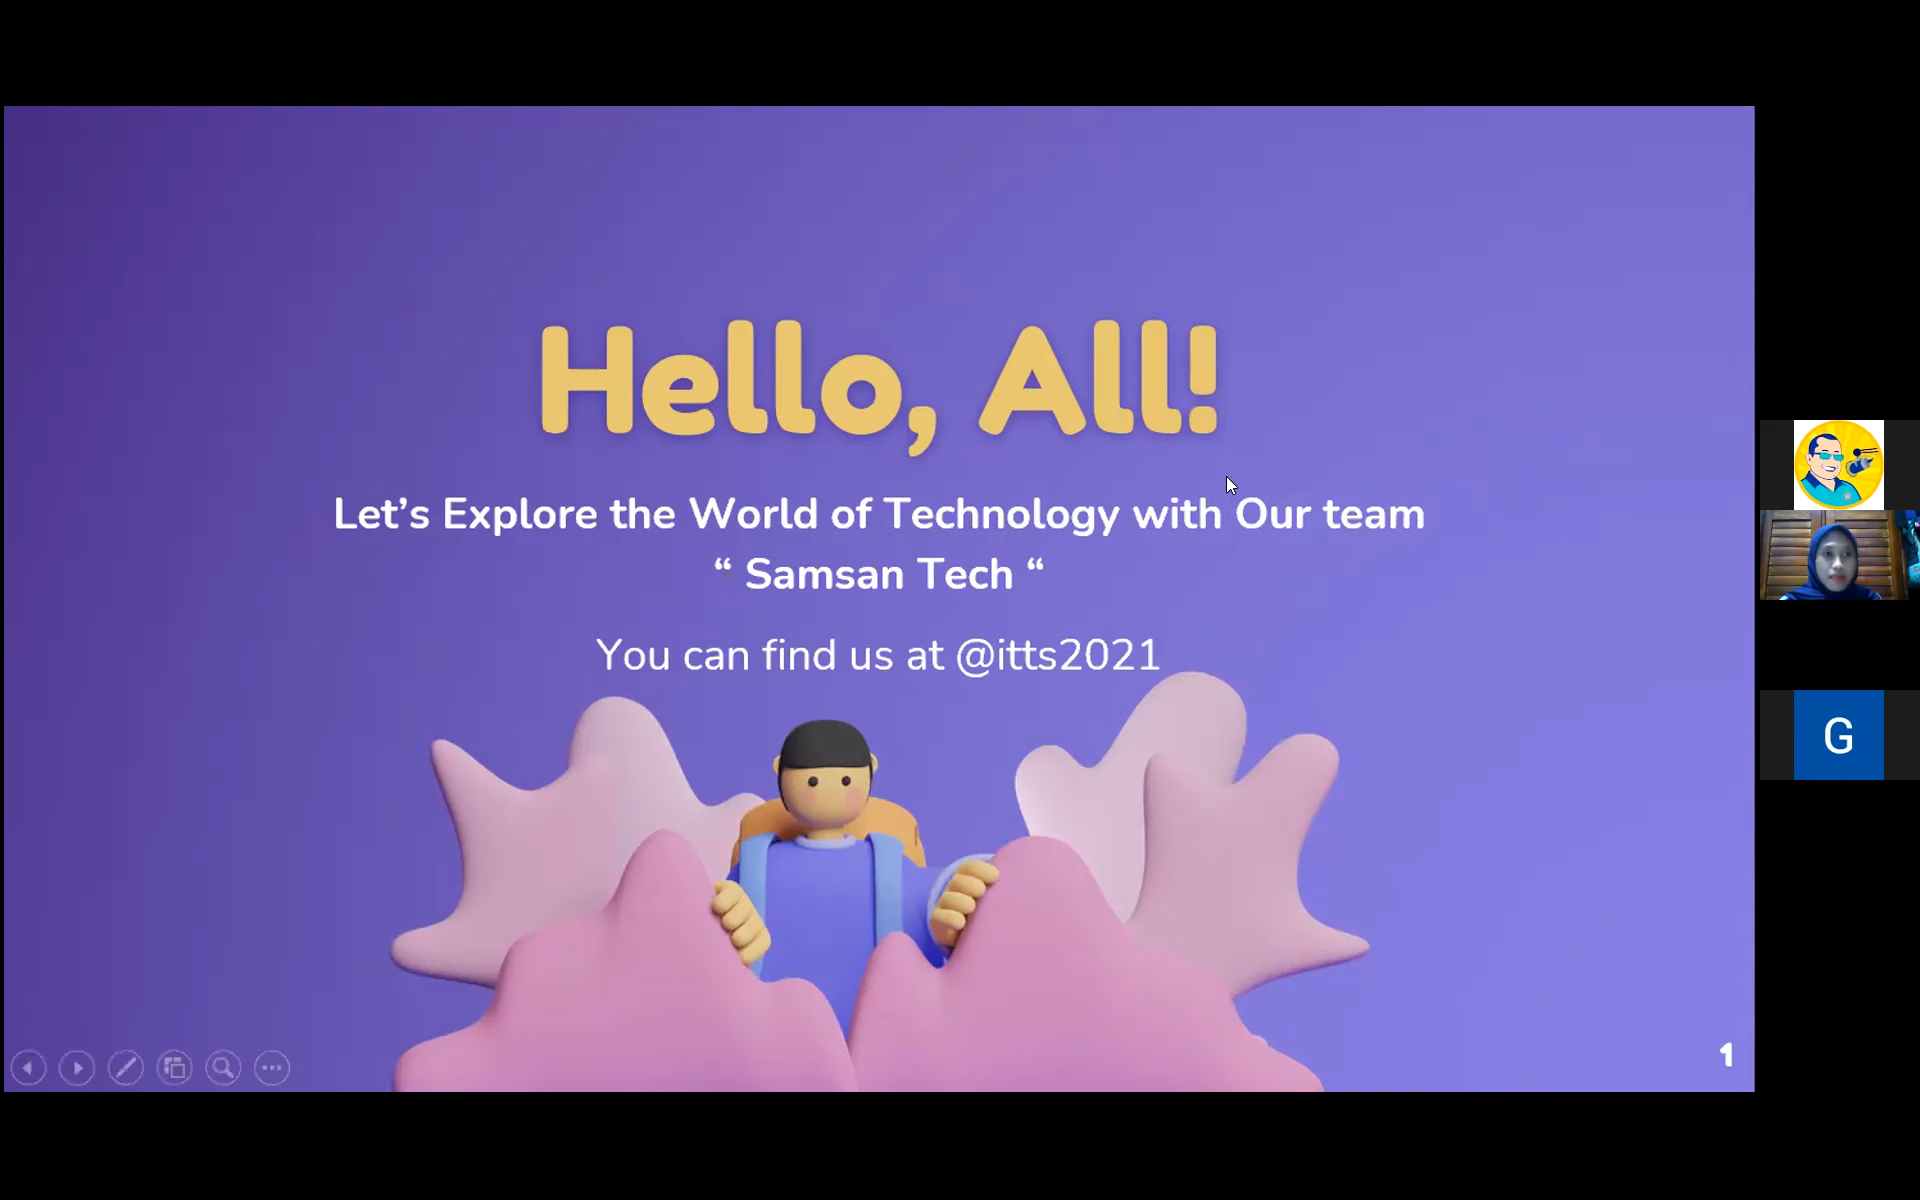 Hello, All!
Let’s Explore the World of Technology with Our team
“ Samsan Tech “
You can find us at @itts2021
1
G